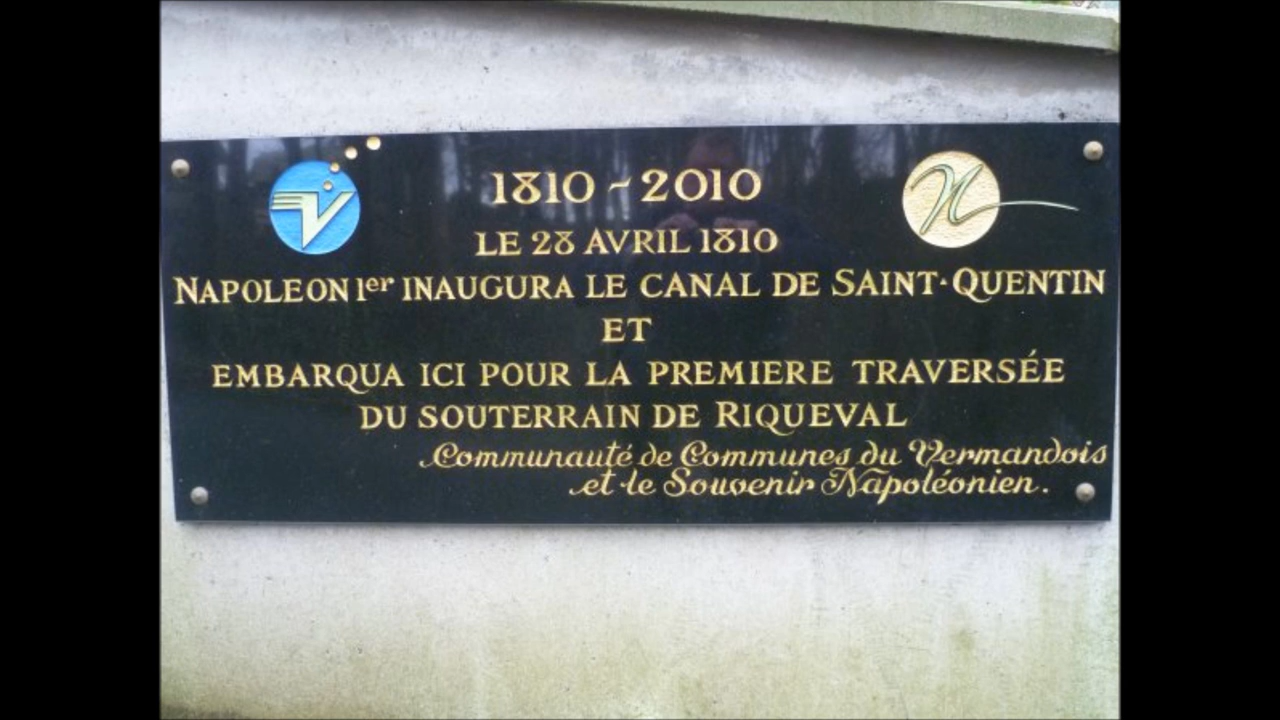 1810 - 2010
LE 28 AVRIL 1810
NAPOLEON 1er INAUGURA LE CANAL DE SAINT-QUENTIN
ET
EMBARQUA ICI POUR LA PREMIERE TRAVERSÉE
DU SOUTERRAIN DE RIQUEVAL
Communauté de Communes du Vermandois
et le Souvenir Napoléonien.